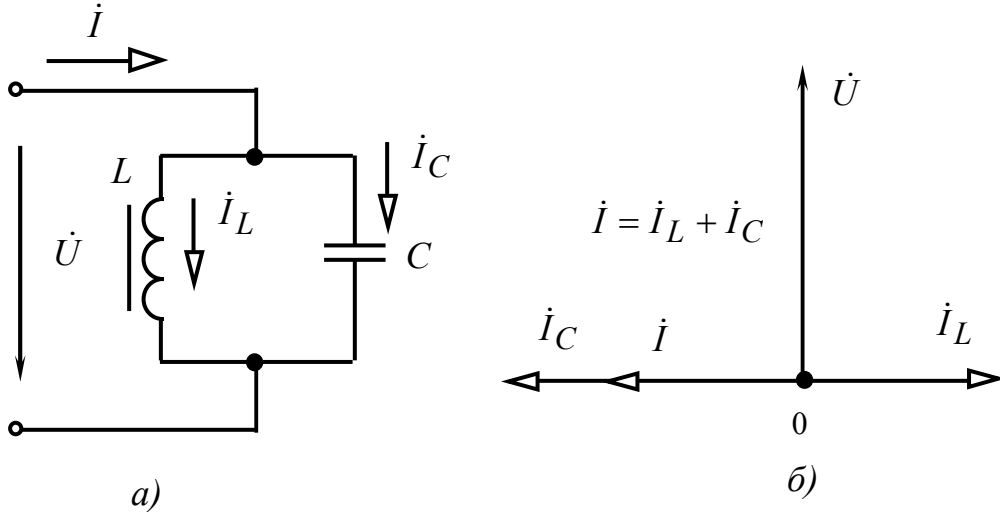 İ
L
İ_L
İ_C
U̇
C
а)
U̇
İ = İ_L + İ_C
İ_C
İ
İ_L
0
б)